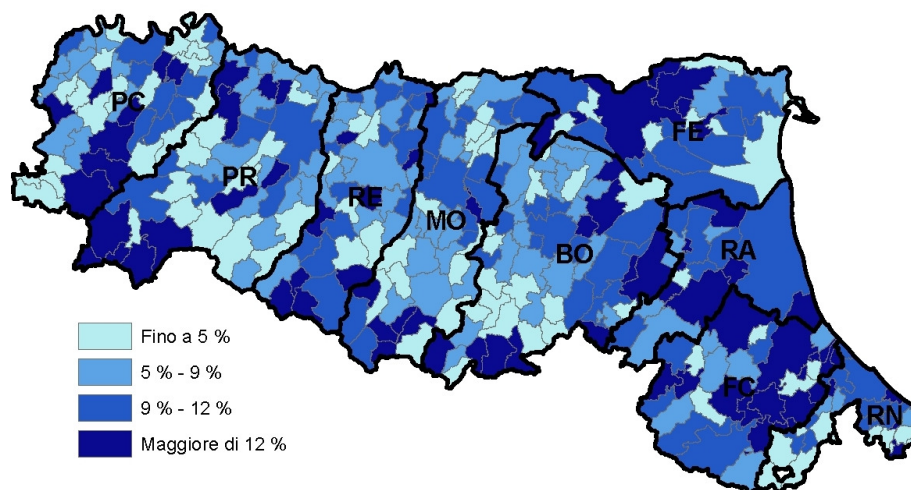 PC
PR
RE
MO
BO
FE
RA
FC
RN
Fino a 5 %
5 % - 9 %
9 % - 12 %
Maggiore di 12 %